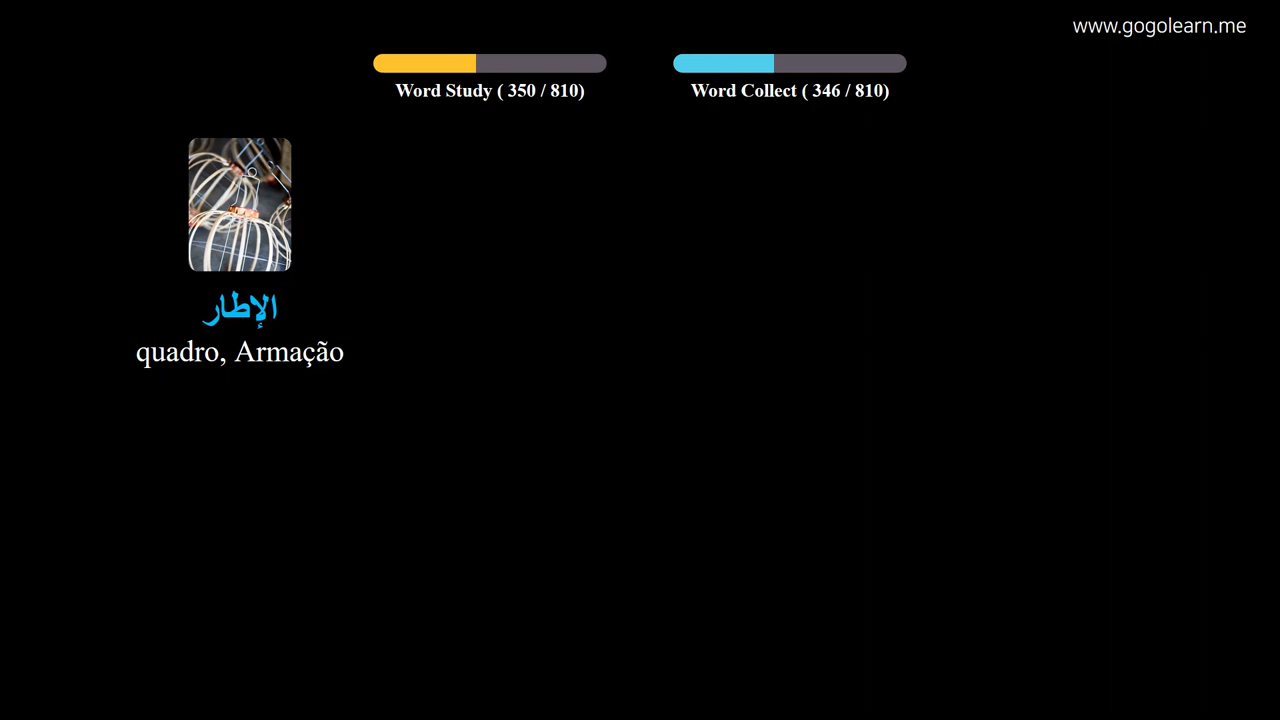 www.gogolearn.me
Word Study ( 350 / 810)
Word Collect ( 346 / 810)
الإطار
quadro, Armação